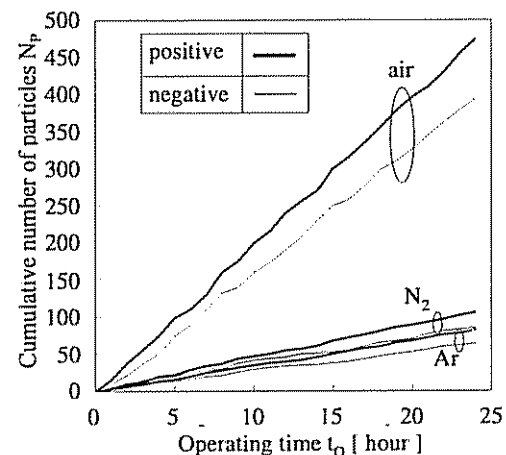 Cumulative number of particles N_P
500
450
400
350
300
250
200
150
100
50
0
positive
negative
air
N₂
Ar
0 5 10 15 20 25
Operating time t_o [ hour ]